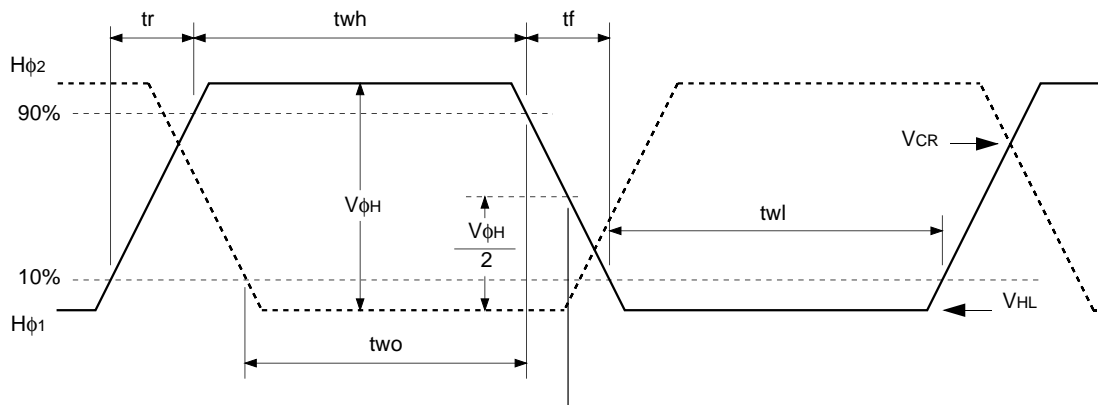 tr
twh
tf
Hϕ2
90%
VCR
VϕH
VϕH
2
twl
10%
VHL
Hϕ1
two